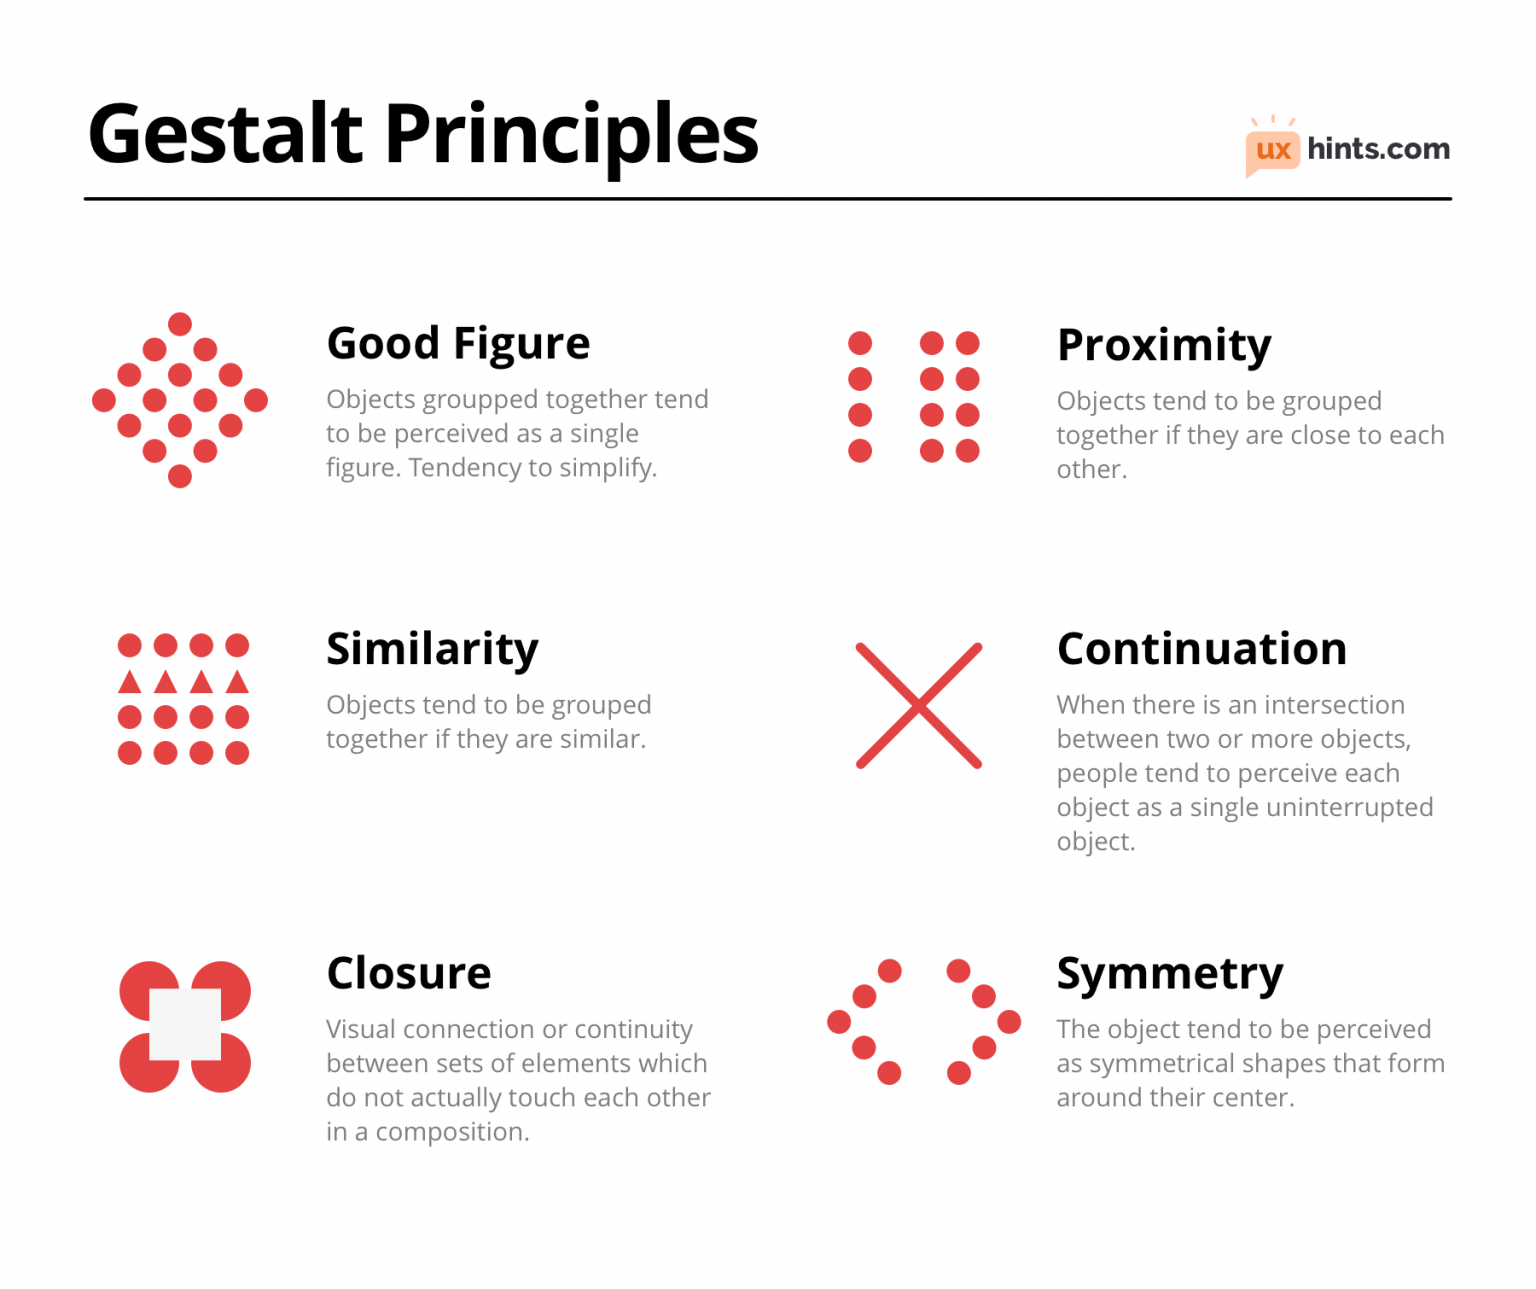 Gestalt Principles
ux hints.com
Good Figure
Objects groupped together tend
to be perceived as a single
figure. Tendency to simplify.
Proximity
Objects tend to be grouped
together if they are close to each
other.
Similarity
Objects tend to be grouped
together if they are similar.
Continuation
When there is an intersection
between two or more objects,
people tend to perceive each
object as a single uninterrupted
object.
Closure
Visual connection or continuity
between sets of elements which
do not actually touch each other
in a composition.
Symmetry
The object tend to be perceived
as symmetrical shapes that form
around their center.